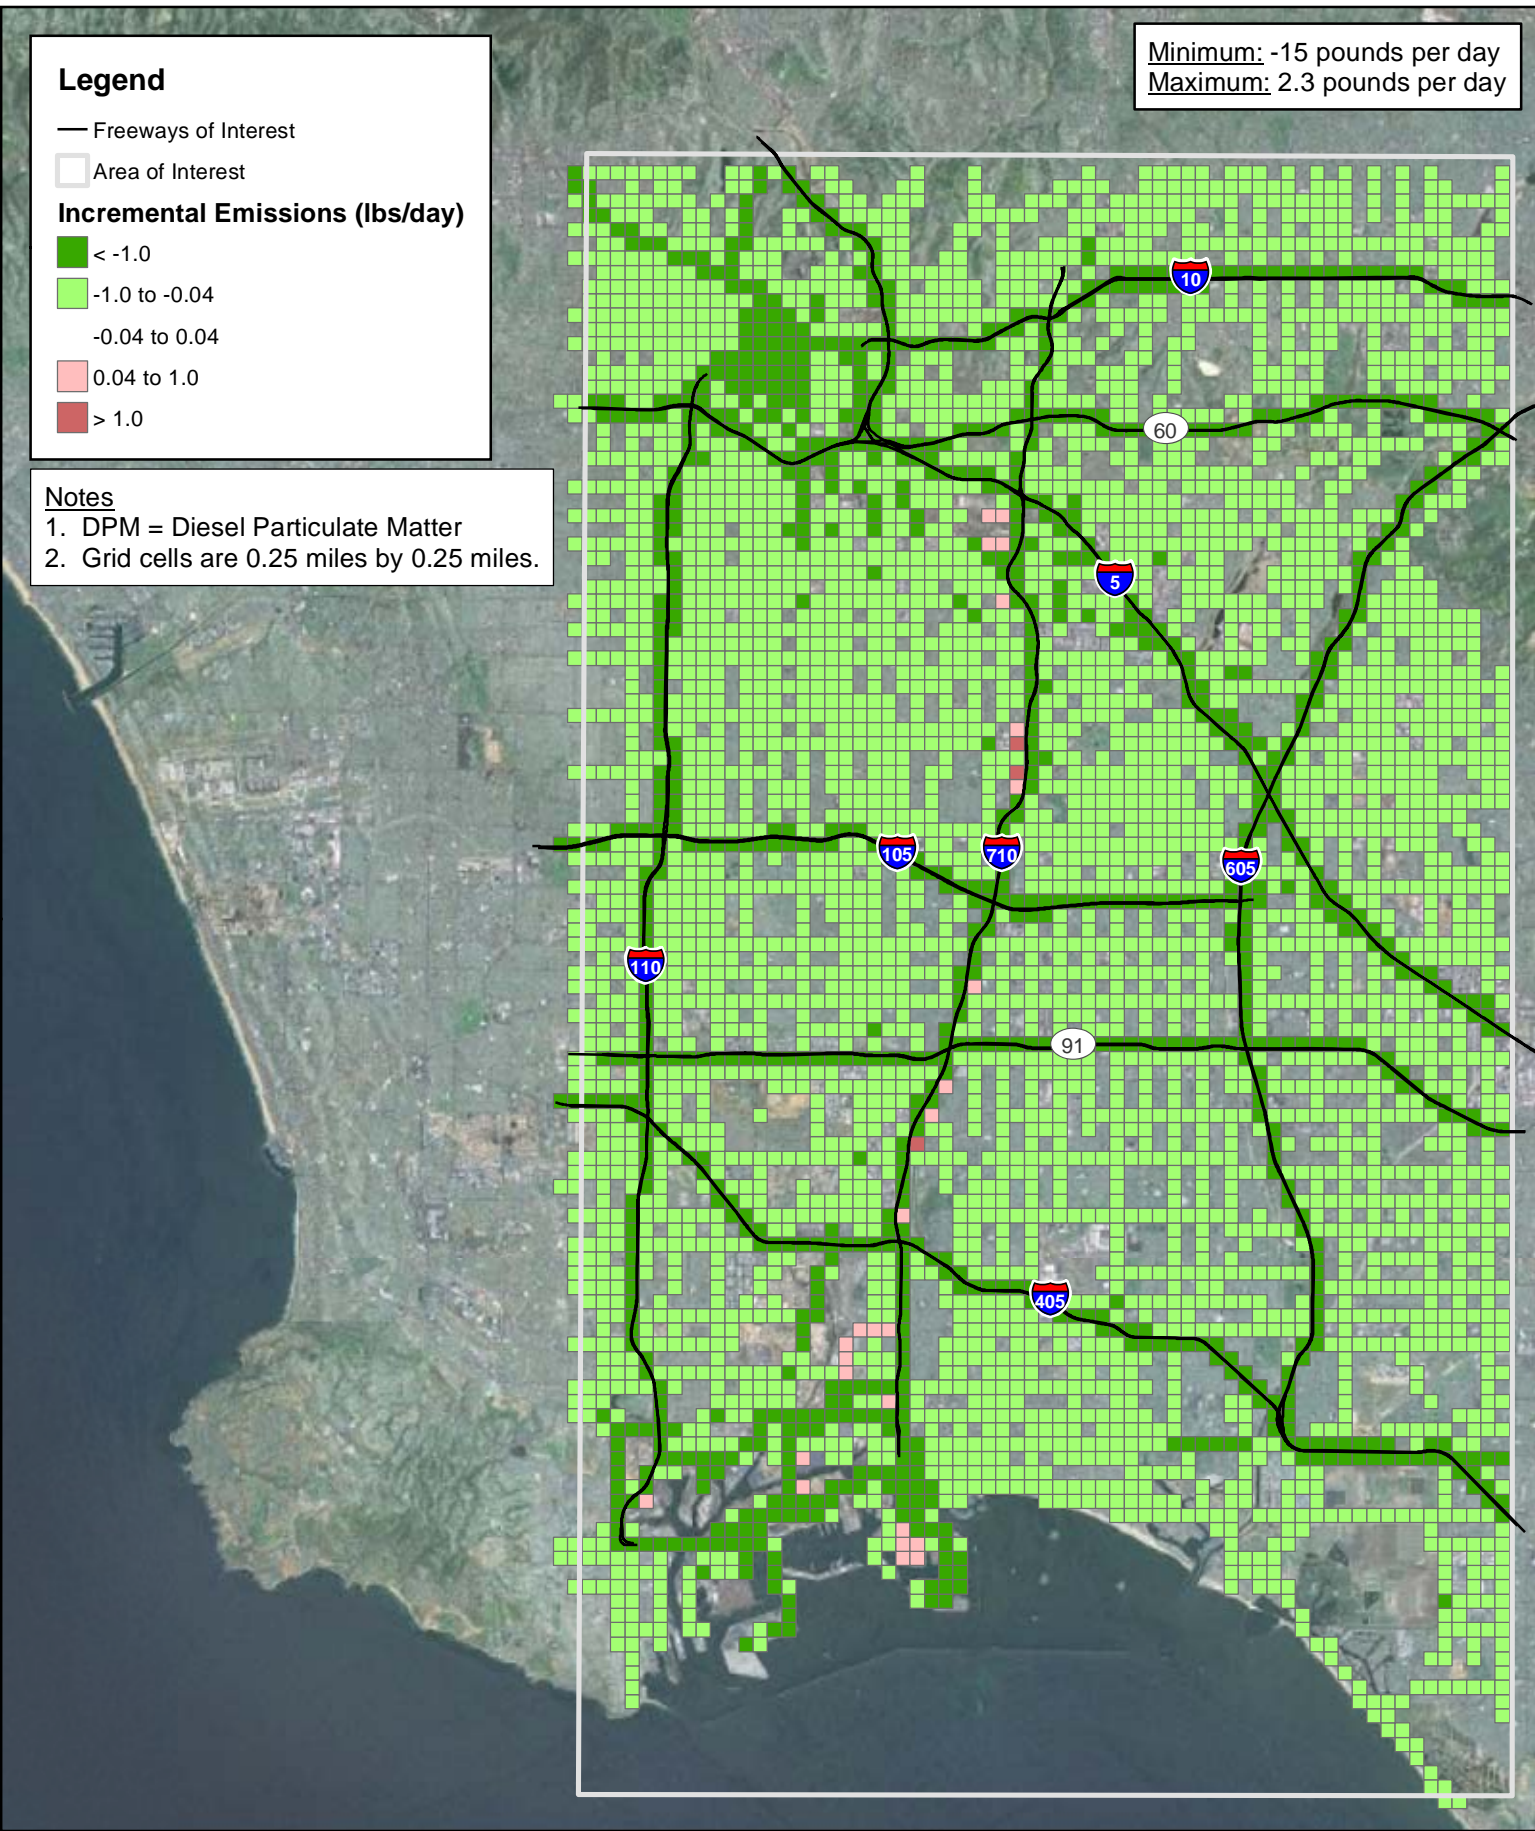 Legend
Freeways of Interest
Area of Interest
Incremental Emissions (lbs/day)
< -1.0
-1.0 to -0.04
-0.04 to 0.04
0.04 to 1.0
> 1.0
Notes
1. DPM = Diesel Particulate Matter
2. Grid cells are 0.25 miles by 0.25 miles.
Minimum: -15 pounds per day
Maximum: 2.3 pounds per day
10
60
5
105
710
605
110
91
405